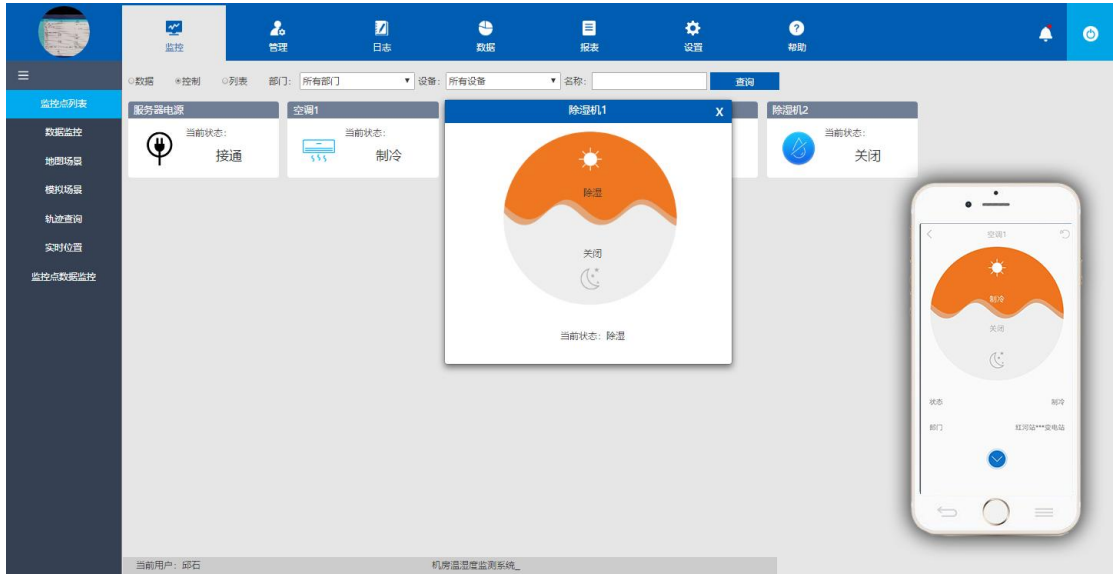 监控
管理
日志
数据
报表
设置
帮助
数据 控制 列表 部门: 所有部门 设备: 所有设备 名称: 查询
监控点列表
数据监控
地图场景
模拟场景
轨迹查询
实时位置
监控点数据监控
服务器电源
当前状态:
接通
空调1
当前状态:
制冷
除湿机1 X
除湿
关闭
当前状态: 除湿
除湿机2
当前状态:
关闭
空调1
制冷
关闭
状态 制冷
部门 红河站***变电站
当前用户: 邱石 机房温湿度监测系统_